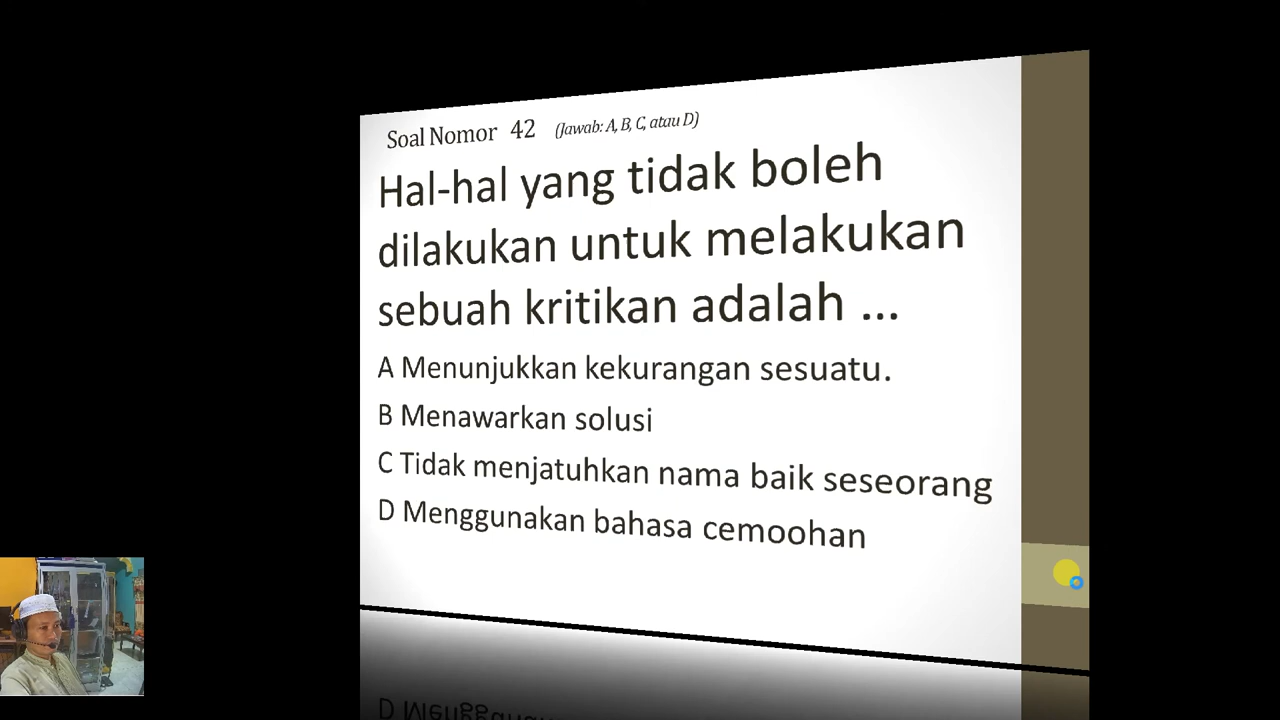 Soal Nomor 42 (Jawab: A, B, C, atau D)
Hal-hal yang tidak boleh
dilakukan untuk melakukan
sebuah kritikan adalah ...
A Menunjukkan kekurangan sesuatu.
B Menawarkan solusi
C Tidak menjatuhkan nama baik seseorang
D Menggunakan bahasa cemoohan